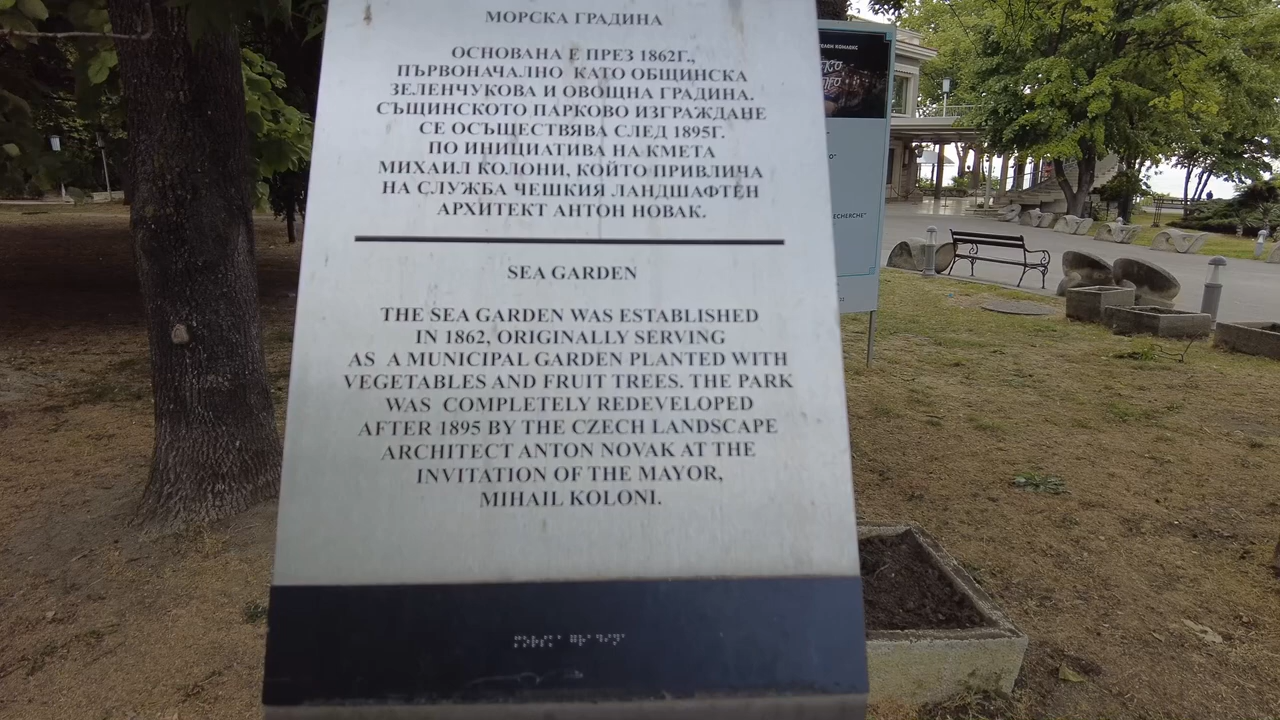 МОРСКА ГРАДИНА
ОСНОВАНА Е ПРЕЗ 1862Г.,
ПЪРВОНАЧАЛНО КАТО ОБЩИНСКА
ЗЕЛЕНЧУКОВА И ОВОЩНА ГРАДИНА.
СЪЩИНСКОТО ПАРКОВО ИЗГРАЖДАНЕ
СЕ ОСЪЩЕСТВЯВА СЛЕД 1895Г.
ПО ИНИЦИАТИВА НА КМЕТА
МИХАИЛ КОЛОНИ, КОЙТО ПРИВЛИЧА
НА СЛУЖБА ЧЕШКИЯ ЛАНДШАФТЕН
АРХИТЕКТ АНТОН НОВАК.
SEA GARDEN
THE SEA GARDEN WAS ESTABLISHED
IN 1862, ORIGINALLY SERVING
AS A MUNICIPAL GARDEN PLANTED WITH
VEGETABLES AND FRUIT TREES. THE PARK
WAS COMPLETELY REDEVELOPED
AFTER 1895 BY THE CZECH LANDSCAPE
ARCHITECT ANTON NOVAK AT THE
INVITATION OF THE MAYOR,
MIHAIL KOLONI.